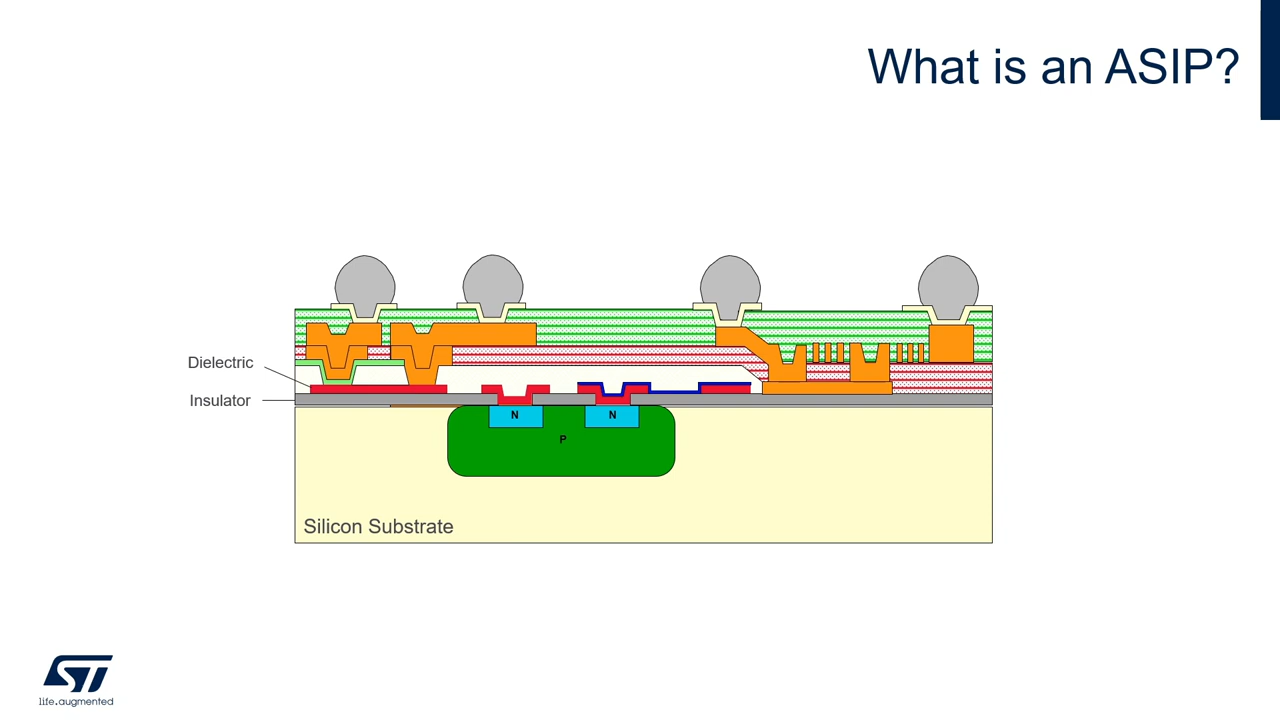 What is an ASIP?
Dielectric
Insulator
N
N
P
Silicon Substrate
ST
life.augmented